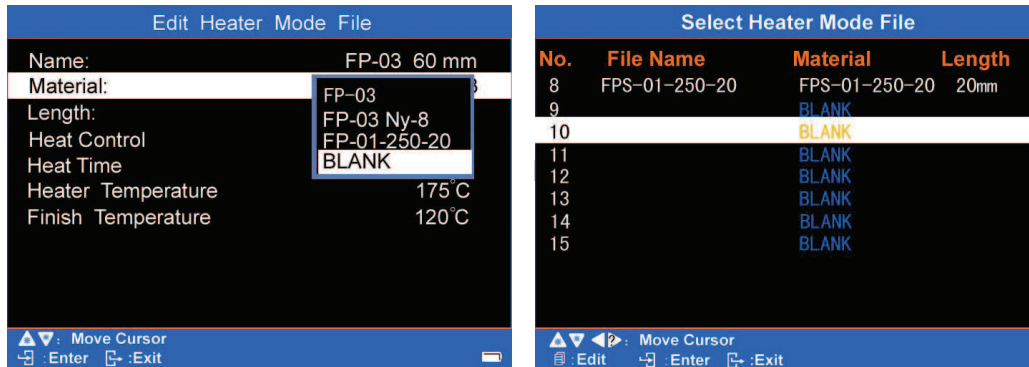 Edit Heater Mode File
Name: FP-03 60 mm
Material:
FP-03
Length:
FP-03 Ny-8
Heat Control
FP-01-250-20
Heat Time
BLANK
Heater Temperature 175°C
Finish Temperature 120°C
: Move Cursor
:Enter :Exit
Select Heater Mode File
No. File Name Material Length
8 FPS-01-250-20 FPS-01-250-20 20mm
9 BLANK
10 BLANK
11 BLANK
12 BLANK
13 BLANK
14 BLANK
15 BLANK
? : Move Cursor
:Edit :Enter :Exit